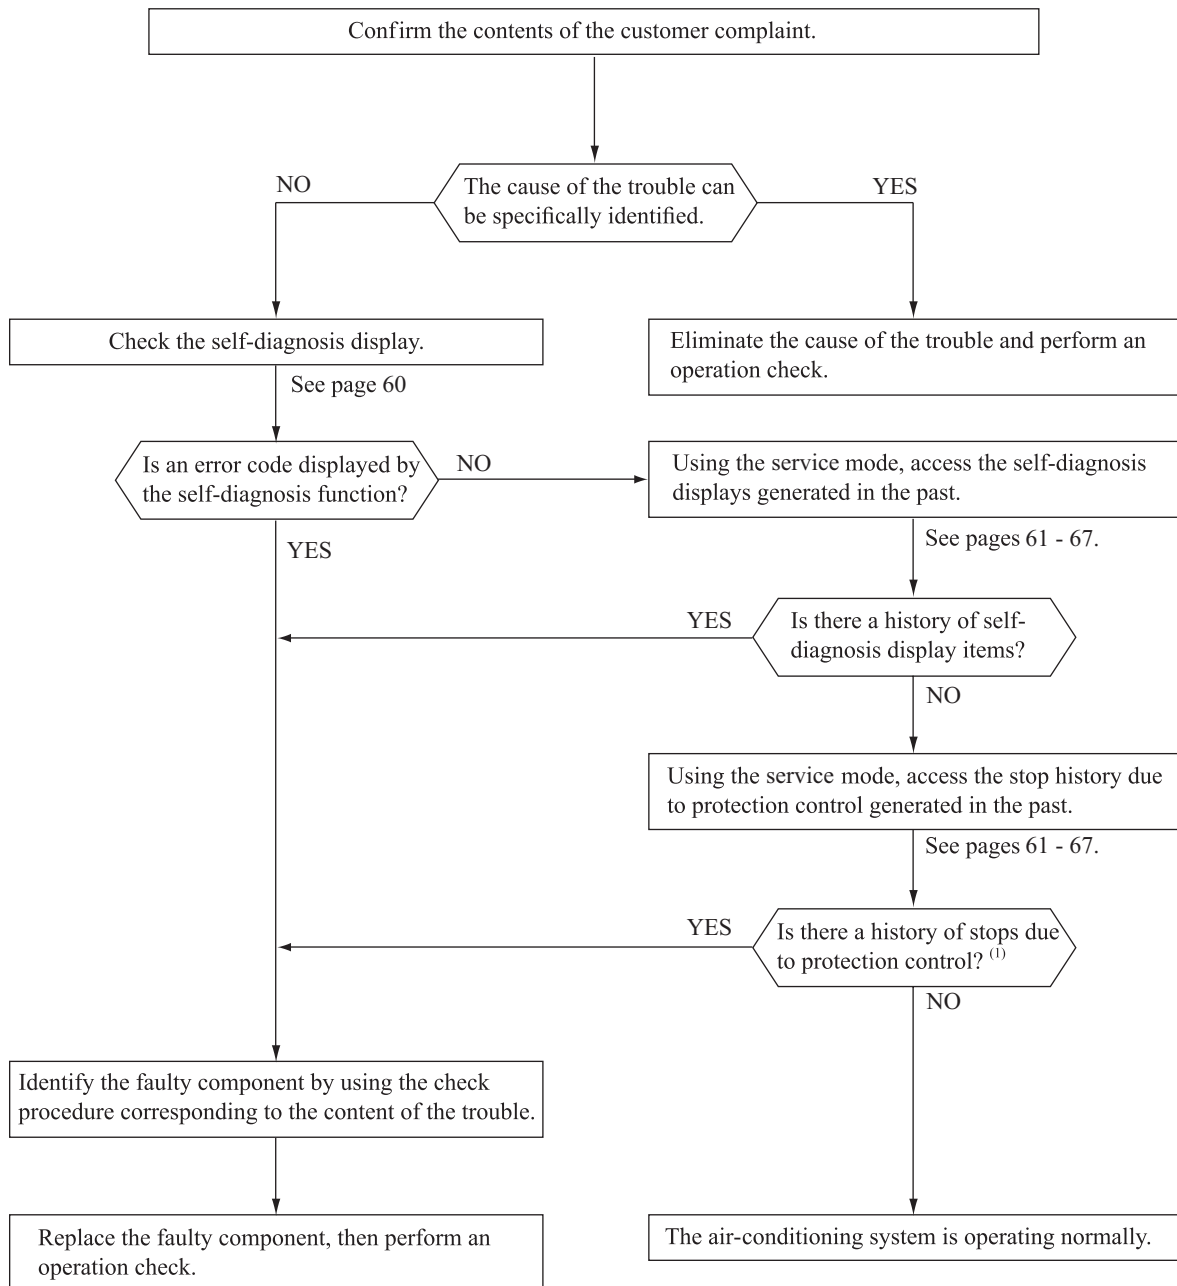 Confirm the contents of the customer complaint.
NO
The cause of the trouble can
be specifically identified.
YES
Check the self-diagnosis display.
Eliminate the cause of the trouble and perform an
operation check.
See page 60
Is an error code displayed by
the self-diagnosis function?
NO
Using the service mode, access the self-diagnosis
displays generated in the past.
YES
See pages 61 - 67.
YES
Is there a history of self-
diagnosis display items?
NO
Using the service mode, access the stop history due
to protection control generated in the past.
See pages 61 - 67.
YES
Is there a history of stops due
to protection control? (1)
NO
Identify the faulty component by using the check
procedure corresponding to the content of the trouble.
Replace the faulty component, then perform an
operation check.
The air-conditioning system is operating normally.